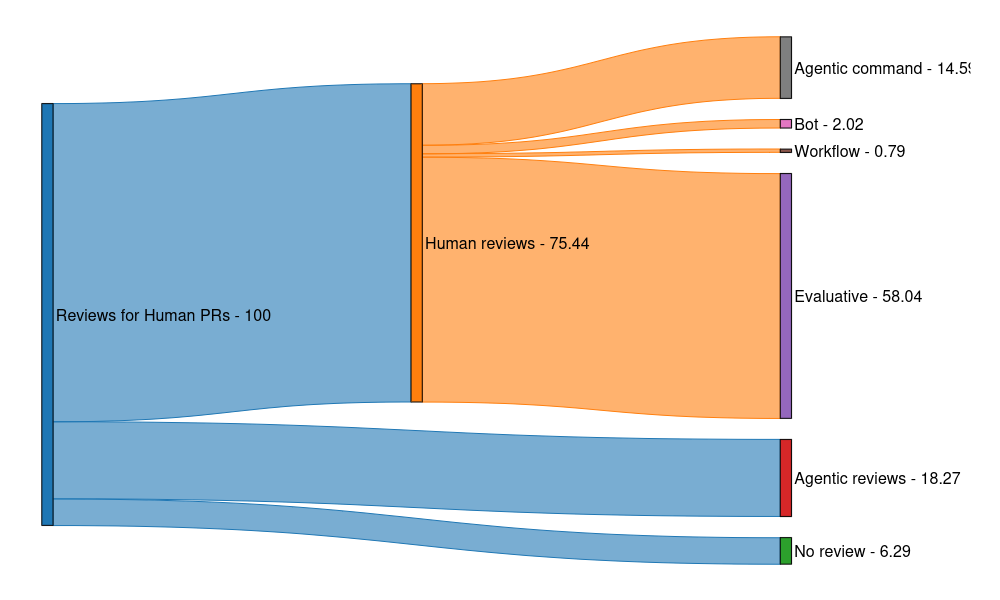 Agentic command - 14.59
Bot - 2.02
Workflow - 0.79
Human reviews - 75.44
Evaluative - 58.04
Reviews for Human PRs - 100
Agentic reviews - 18.27
No review - 6.29